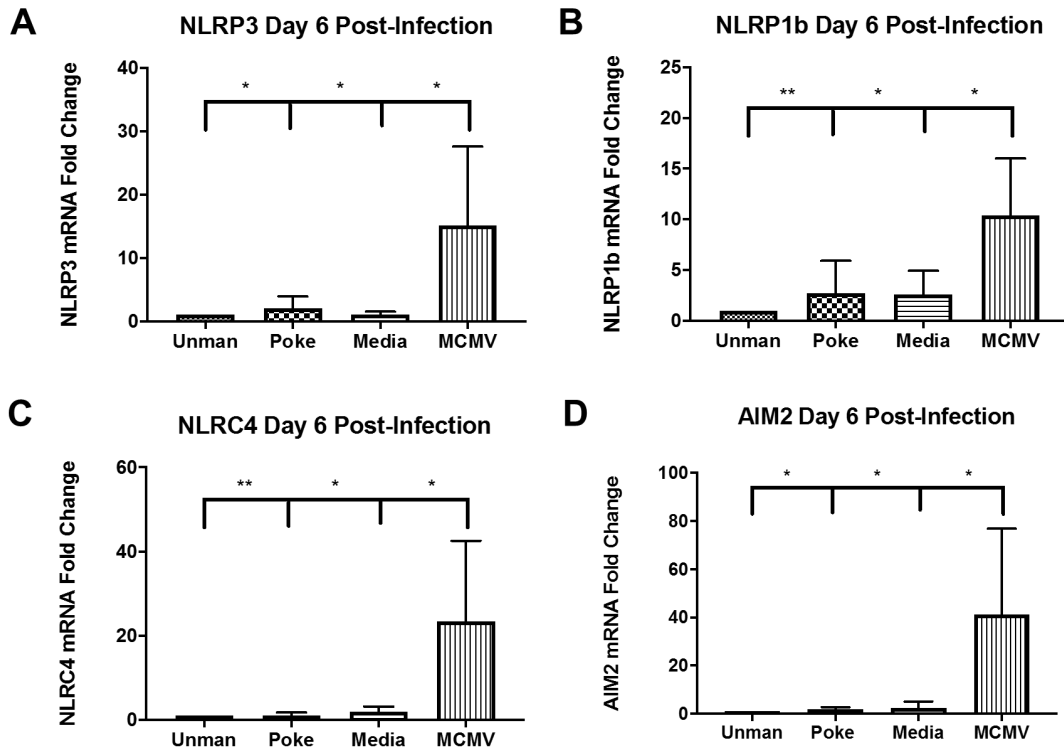 A
NLRP3 Day 6 Post-Infection
NLRP3 mRNA Fold Change
40
30
20
10
0
* * *
Unman Poke Media MCMV
B
NLRP1b Day 6 Post-Infection
NLRP1b mRNA Fold Change
25
20
15
10
5
0
** * *
Unman Poke Media MCMV
C
NLRC4 Day 6 Post-Infection
NLRC4 mRNA Fold Change
60
40
20
0
** * *
Unman Poke Media MCMV
D
AIM2 Day 6 Post-Infection
AIM2 mRNA Fold Change
100
80
60
40
20
0
* * *
Unman Poke Media MCMV